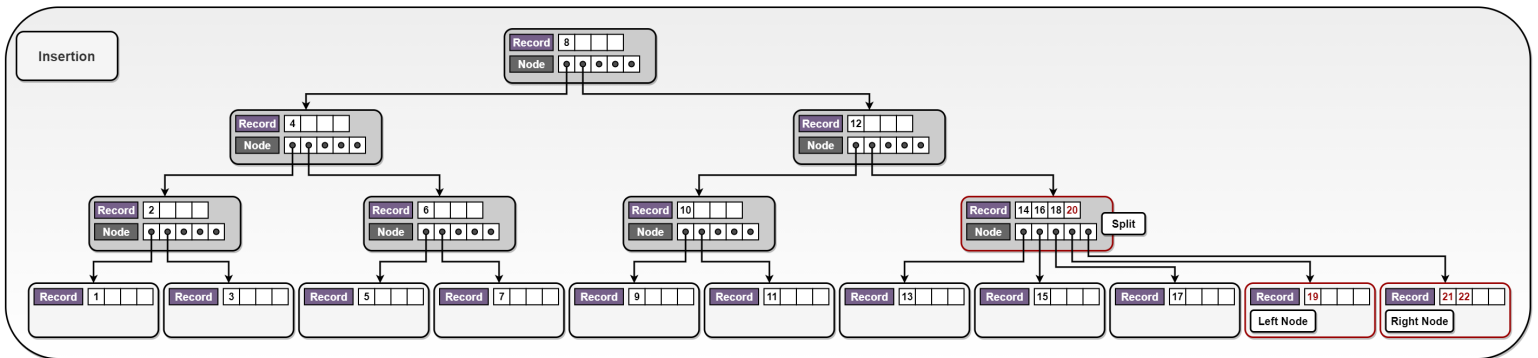 Insertion
Record 8
Node
Record 4
Node
Record 12
Node
Record 2
Node
Record 6
Node
Record 10
Node
Record 14 16 18 20
Node
Split
Record 1
Record 3
Record 5
Record 7
Record 9
Record 11
Record 13
Record 15
Record 17
Record 19
Left Node
Record 21 22
Right Node